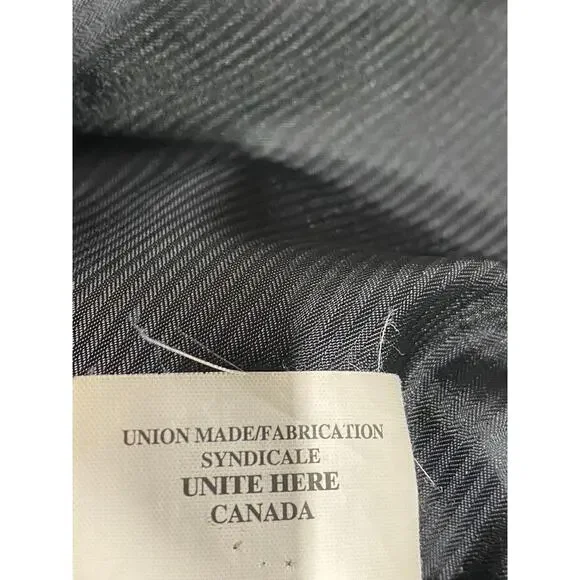 UNION MADE/FABRICATION
SYNDICALE
UNITE HERE
CANADA